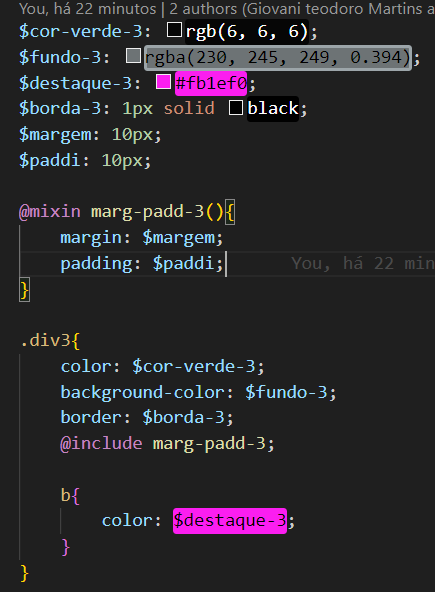 You, há 22 minutos | 2 authors (Giovani teodoro Martins a
$cor-verde-3: rgb(6, 6, 6);
$fundo-3: rgba(230, 245, 249, 0.394);
$destaque-3: #fb1ef0;
$borda-3: 1px solid black;
$margem: 10px;
$paddi: 10px;
@mixin marg-padd-3(){
margin: $margem;
padding: $paddi; You, há 22 min
}
.div3{
color: $cor-verde-3;
background-color: $fundo-3;
border: $borda-3;
@include marg-padd-3;
b{
color: $destaque-3;
}
}